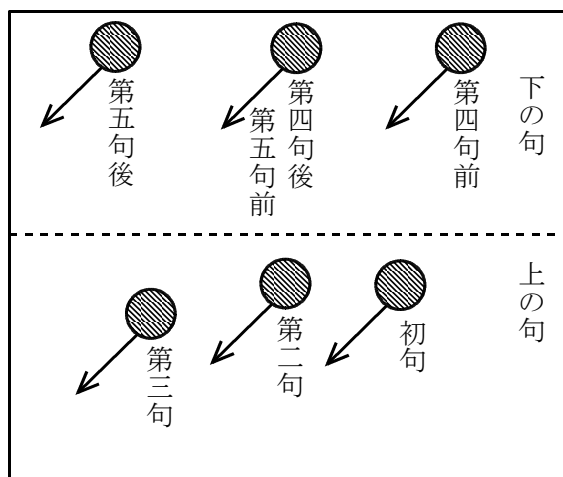 下の句
第四句前
第四句後
第五句前
第五句後
上の句
初句
第二句
第三句